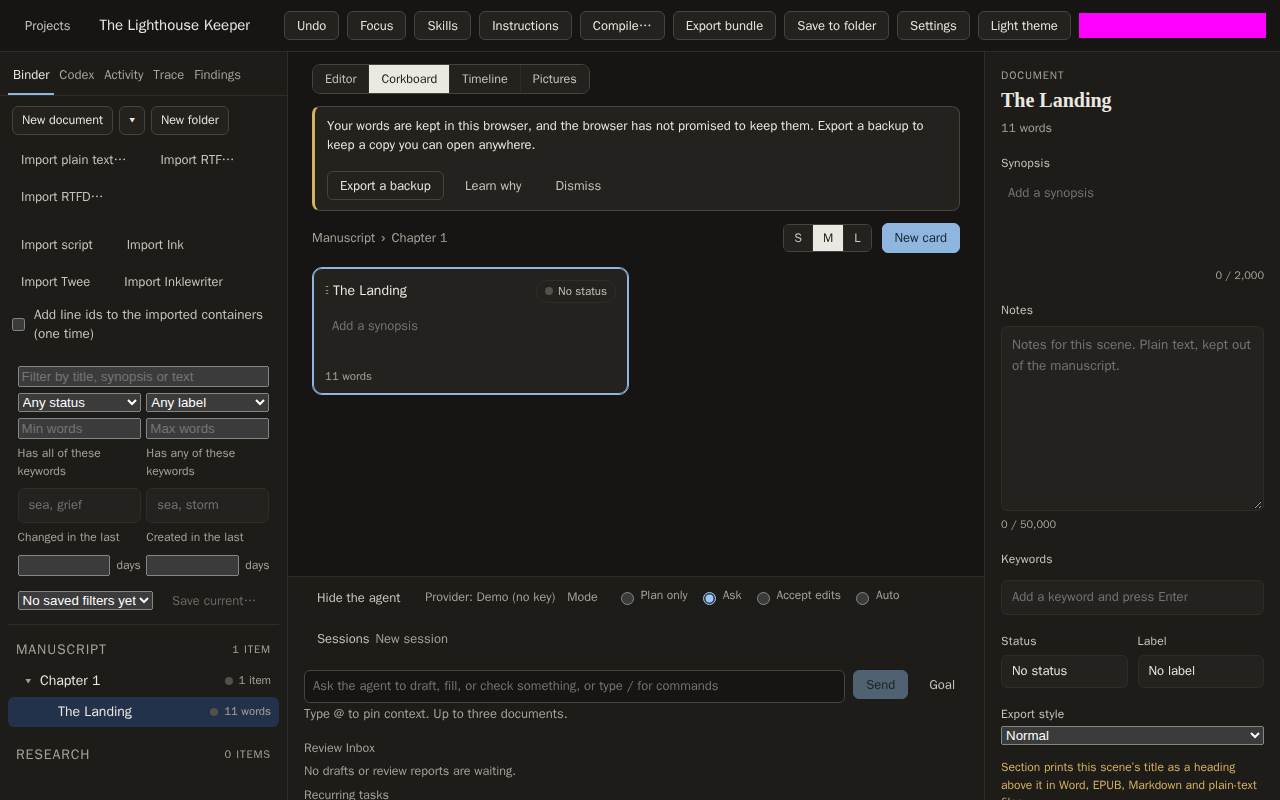 Projects
The Lighthouse Keeper
Undo
Focus
Skills
Instructions
Compile…
Export bundle
Save to folder
Settings
Light theme
Binder
Codex
Activity
Trace
Findings
New document
New folder
Import plain text…
Import RTF…
Import RTFD…
Import script
Import Ink
Import Twee
Import Inklewriter
Add line ids to the imported containers
(one time)
Filter by title, synopsis or text
Any status
Any label
Min words
Max words
Has all of these
keywords
Has any of these
keywords
sea, grief
sea, storm
Changed in the last
Created in the last
days
days
No saved filters yet
Save current…
MANUSCRIPT
1 ITEM
Chapter 1
1 item
The Landing
11 words
RESEARCH
0 ITEMS
Editor
Corkboard
Timeline
Pictures
Your words are kept in this browser, and the browser has not promised to keep them. Export a backup to
keep a copy you can open anywhere.
Export a backup
Learn why
Dismiss
Manuscript › Chapter 1
S
M
L
New card
The Landing
No status
Add a synopsis
11 words
Hide the agent
Provider: Demo (no key)
Mode
Plan only
Ask
Accept edits
Auto
Sessions
New session
Ask the agent to draft, fill, or check something, or type / for commands
Send
Goal
Type @ to pin context. Up to three documents.
Review Inbox
No drafts or review reports are waiting.
Recurring tasks
DOCUMENT
The Landing
11 words
Synopsis
Add a synopsis
0 / 2,000
Notes
Notes for this scene. Plain text, kept out
of the manuscript.
0 / 50,000
Keywords
Add a keyword and press Enter
Status
Label
No status
No label
Export style
Normal
Section prints this scene's title as a heading
above it in Word, EPUB, Markdown and plain-text